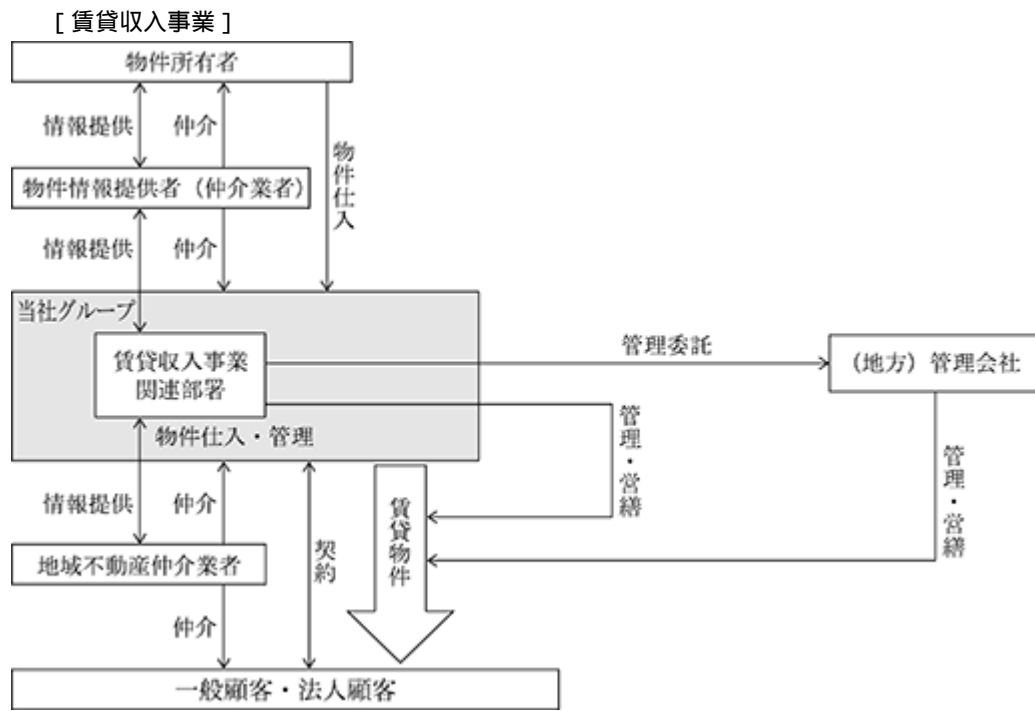 [ 賃貸収入事業 ]
物件所有者
情報提供
仲介
物件仕入
物件情報提供者（仲介業者）
情報提供
仲介
当社グループ
賃貸収入事業
関連部署
物件仕入・管理
管理委託
（地方）管理会社
管理・営繕
管理・営繕
情報提供
仲介
契約
賃貸物件
地域不動産仲介業者
仲介
一般顧客・法人顧客